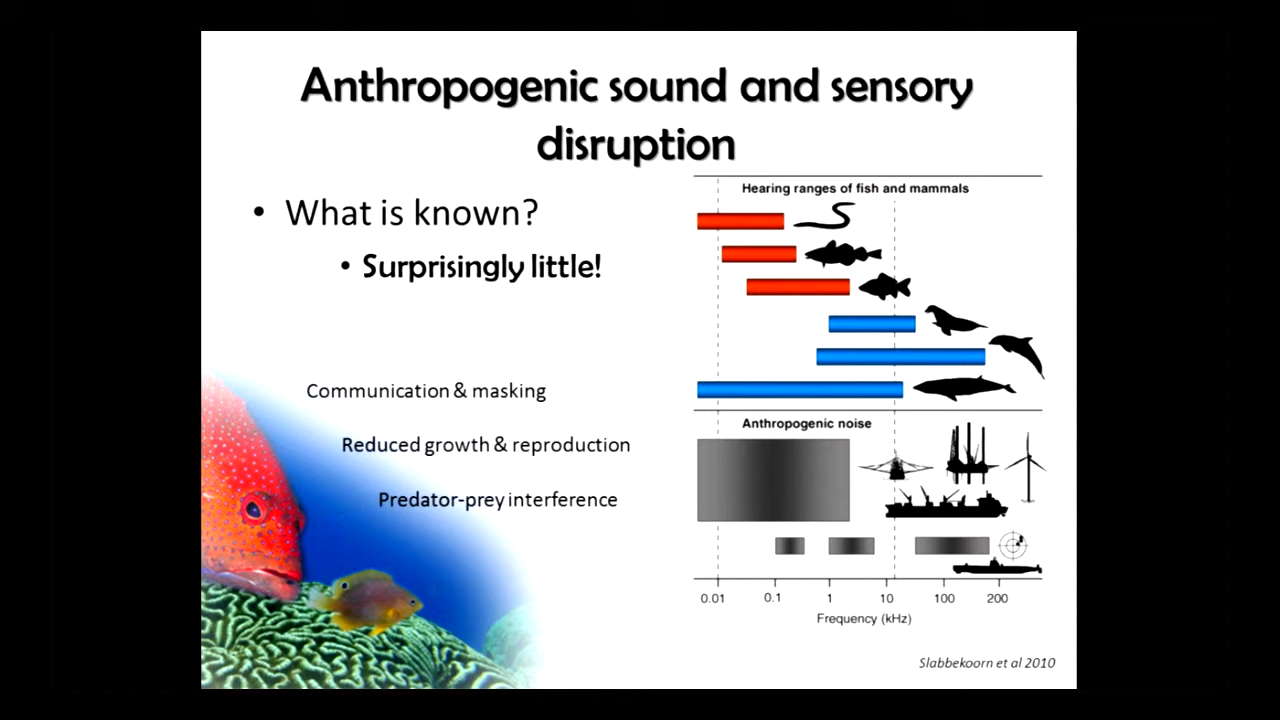 Anthropogenic sound and sensory
disruption
• What is known?
• Surprisingly little!
Communication & masking
Reduced growth & reproduction
Predator-prey interference
Hearing ranges of fish and mammals
Anthropogenic noise
0.01 0.1 1 10 100 200
Frequency (kHz)
Slabbekoorn et al 2010